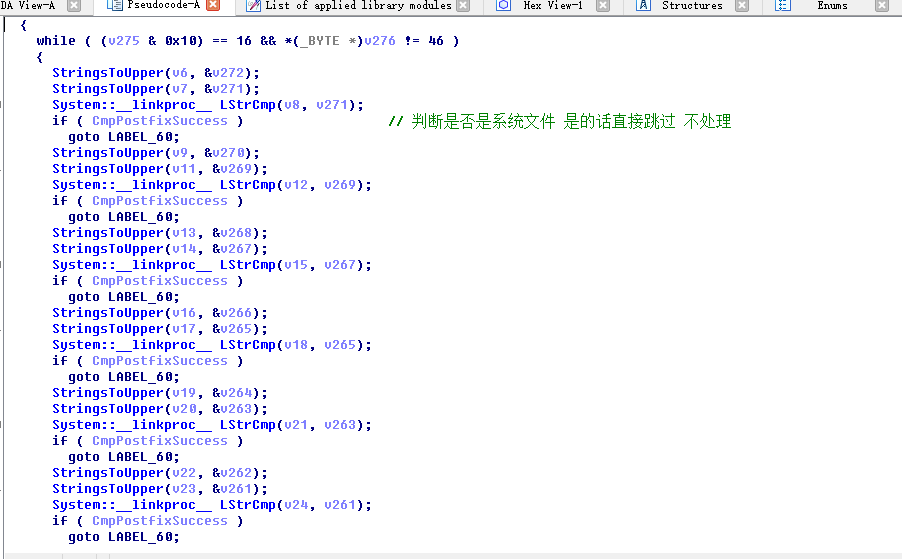 DA View-A Pseudocode-A List of applied library modules Hex View-1 Structures Enums
{
while ( (v275 & 0x10) == 16 && *(_BYTE *)v276 != 46 )
{
StringsToUpper(v6, &v272);
StringsToUpper(v7, &v271);
System::__linkproc__ LStrCmp(v8, v271);
if ( CmpPostfixSuccess ) // 判断是否是系统文件 是的话直接跳过 不处理
goto LABEL_60;
StringsToUpper(v9, &v270);
StringsToUpper(v11, &v269);
System::__linkproc__ LStrCmp(v12, v269);
if ( CmpPostfixSuccess )
goto LABEL_60;
StringsToUpper(v13, &v268);
StringsToUpper(v14, &v267);
System::__linkproc__ LStrCmp(v15, v267);
if ( CmpPostfixSuccess )
goto LABEL_60;
StringsToUpper(v16, &v266);
StringsToUpper(v17, &v265);
System::__linkproc__ LStrCmp(v18, v265);
if ( CmpPostfixSuccess )
goto LABEL_60;
StringsToUpper(v19, &v264);
StringsToUpper(v20, &v263);
System::__linkproc__ LStrCmp(v21, v263);
if ( CmpPostfixSuccess )
goto LABEL_60;
StringsToUpper(v22, &v262);
StringsToUpper(v23, &v261);
System::__linkproc__ LStrCmp(v24, v261);
if ( CmpPostfixSuccess )
goto LABEL_60;